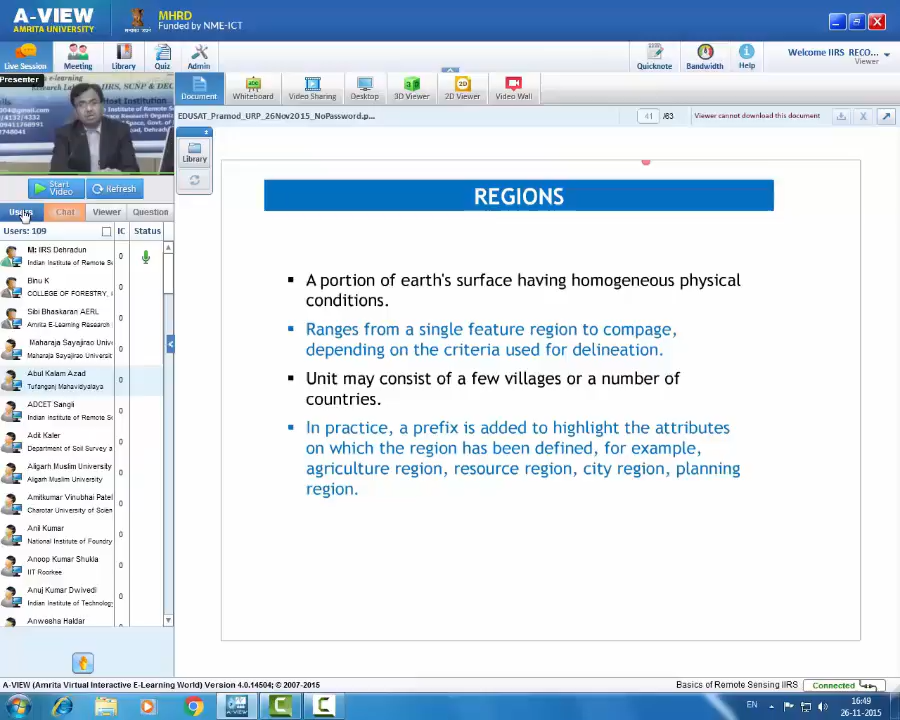 A-VIEW
AMRITA UNIVERSITY
MHRD
Funded by NME-ICT
Live Session
Meeting
Library
Quiz
Admin
Quicknote
Bandwidth
Help
Welcome IIRS RECO...
Viewer
Presenter
Document
Whiteboard
Video Sharing
Desktop
3D Viewer
2D Viewer
Video Wall
EDUSAT_Pramod_URP_26Nov2015_NoPassword.p...
41 /63
Viewer cannot download this document
Library
Start Video
Refresh
Users
Chat
Viewer
Question
Users: 109
IC
Status
M: IIRS Dehradun
Indian Institute of Remote S
0
Binu K
COLLEGE OF FORESTRY,
0
Sibi Bhaskaran AERL
Amrita E-Learning Research
0
Maharaja Sayajirao Univ
Maharaja Sayajirao Universit
0
Abul Kalam Azad
Tufanganj Mahavidyalaya
0
ADCET Sangli
Indian Institute of Remote S
0
Adit Kaler
Department of Soil Survey a
0
Aligarh Muslim University
Aligarh Muslim University
0
Amitkumar Vinubhai Patel
Charotar University of Scien
0
Anil Kumar
National Institute of Foundry
0
Anoop Kumar Shukla
IIT Roorkee
0
Anuj Kumar Dwivedi
Indian Institute of Technolog
0
Anwesha Haldar
REGIONS
▪ A portion of earth's surface having homogeneous physical
conditions.
▪ Ranges from a single feature region to compage,
depending on the criteria used for delineation.
▪ Unit may consist of a few villages or a number of
countries.
▪ In practice, a prefix is added to highlight the attributes
on which the region has been defined, for example,
agriculture region, resource region, city region, planning
region.
A-VIEW (Amrita Virtual Interactive E-Learning World) Version 4.0.14504; © 2007-2015
Basics of Remote Sensing IIRS
Connected
EN
16:49
26-11-2015